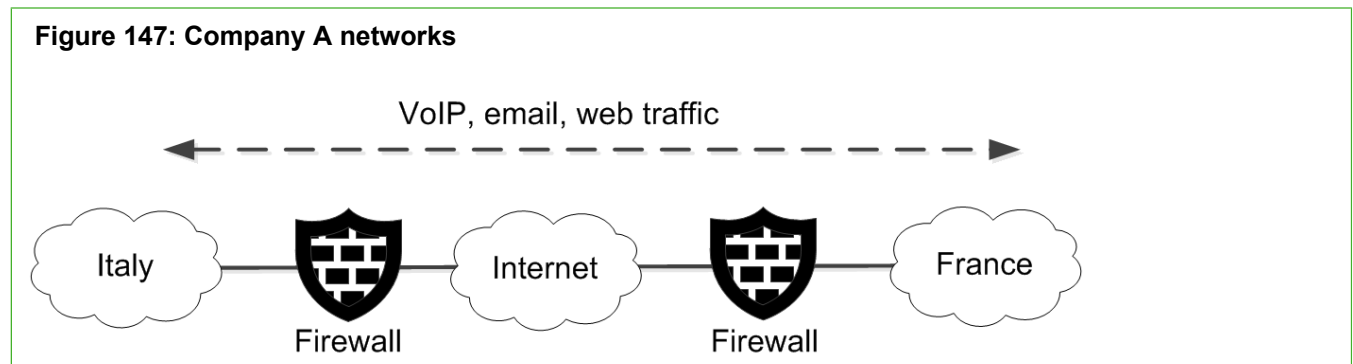 Figure 147: Company A networks
VoIP, email, web traffic
Italy
Internet
France
Firewall
Firewall